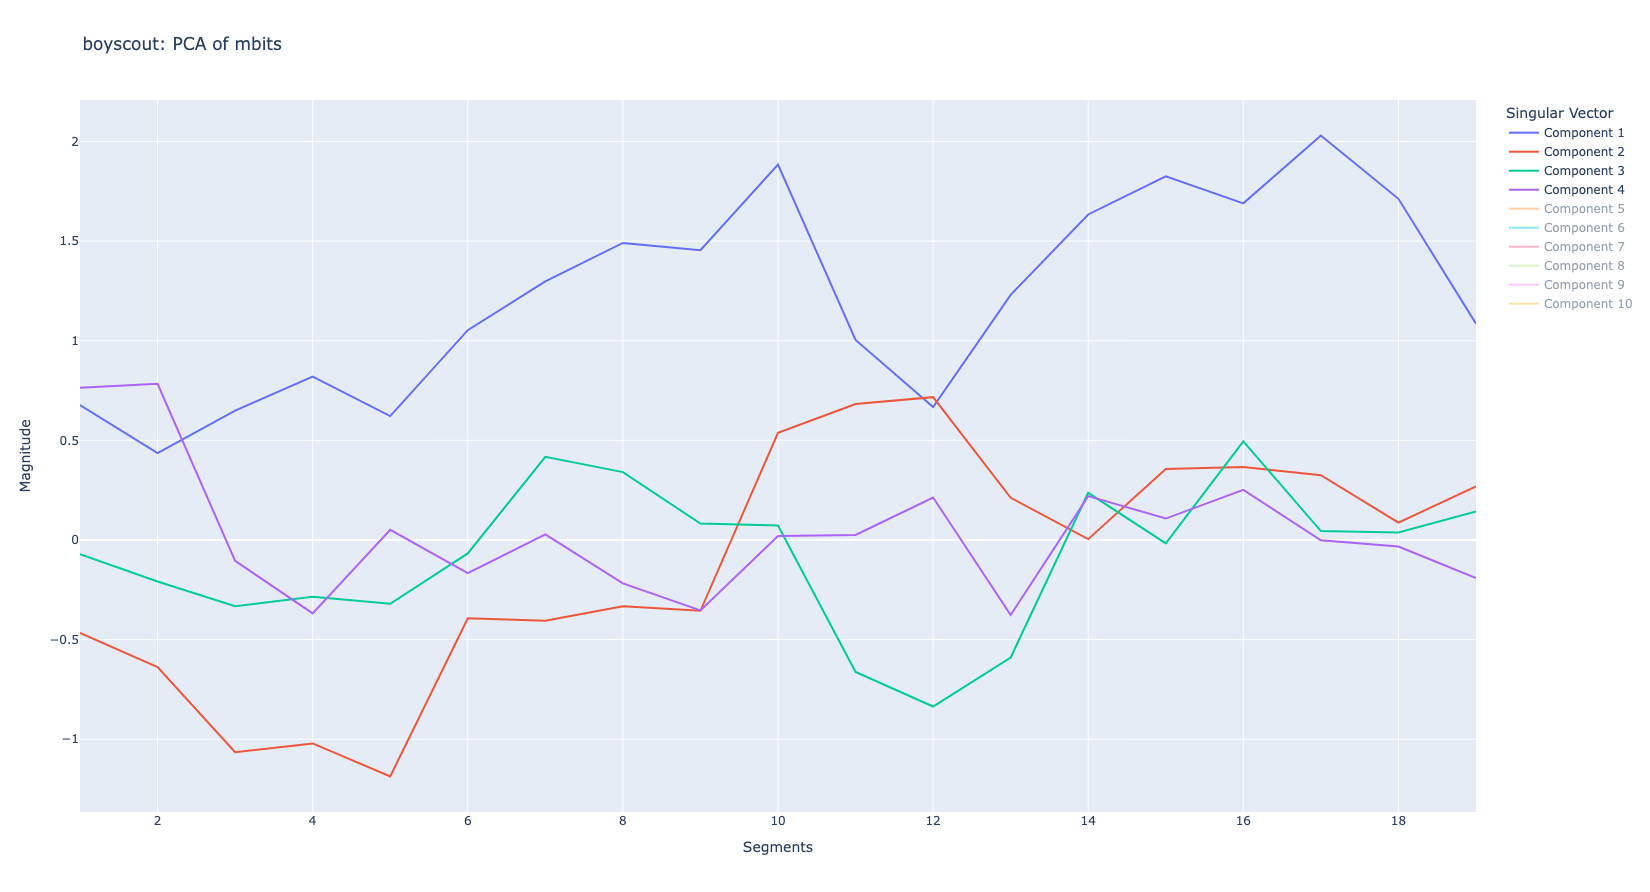 boyscout: PCA of mbits
Singular Vector
Component 1
Component 2
Component 3
Component 4
Component 5
Component 6
Component 7
Component 8
Component 9
Component 10
2
1.5
1
0.5
0
−0.5
−1
Magnitude
2 4 6 8 10 12 14 16 18
Segments